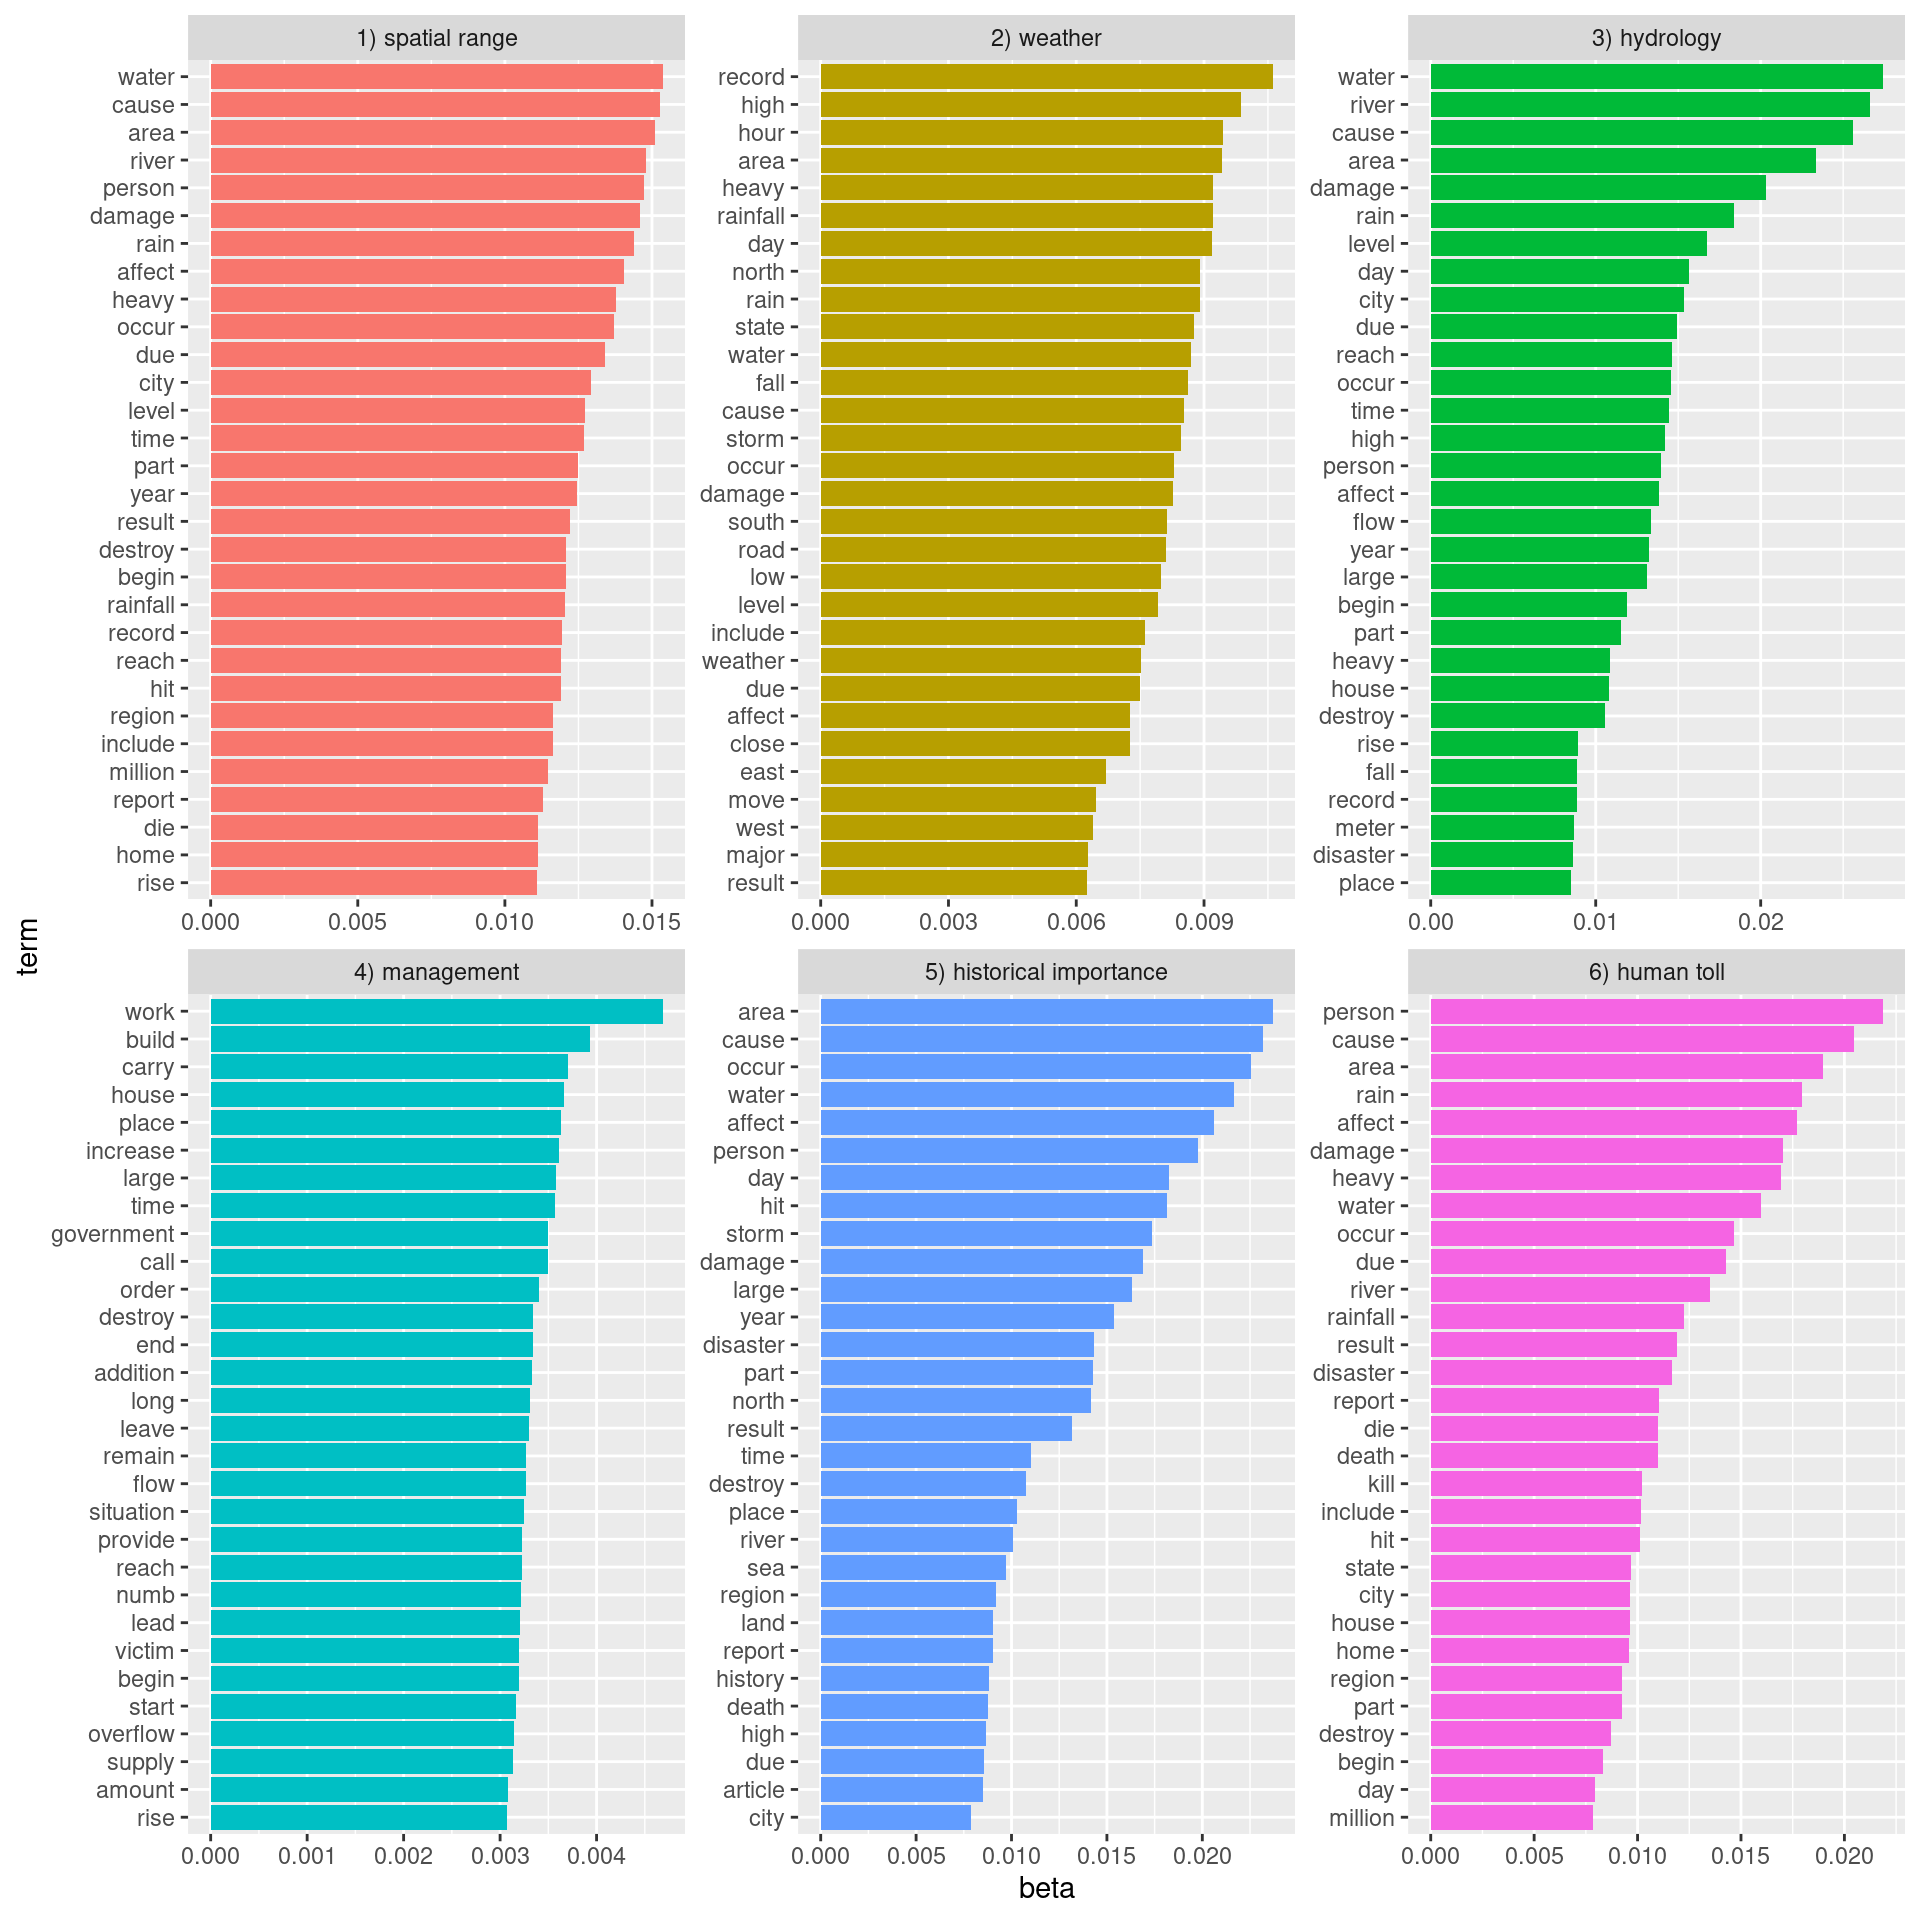 1) spatial range
water
cause
area
river
person
damage
rain
affect
heavy
occur
due
city
level
time
part
year
result
destroy
begin
rainfall
record
reach
hit
region
include
million
report
die
home
rise
0.000 0.005 0.010 0.015
2) weather
record
high
hour
area
heavy
rainfall
day
north
rain
state
water
fall
cause
storm
occur
damage
south
road
low
level
include
weather
due
affect
close
east
move
west
major
result
0.000 0.003 0.006 0.009
3) hydrology
water
river
cause
area
damage
rain
level
day
city
due
reach
occur
time
high
person
affect
flow
year
large
begin
part
heavy
house
destroy
rise
fall
record
meter
disaster
place
0.00 0.01 0.02
term
4) management
work
build
carry
house
place
increase
large
time
government
call
order
destroy
end
addition
long
leave
remain
flow
situation
provide
reach
numb
lead
victim
begin
start
overflow
supply
amount
rise
0.000 0.001 0.002 0.003 0.004
5) historical importance
area
cause
occur
water
affect
person
day
hit
storm
damage
large
year
disaster
part
north
result
time
destroy
place
river
sea
region
land
report
history
death
high
due
article
city
0.000 0.005 0.010 0.015 0.020
6) human toll
person
cause
area
rain
affect
damage
heavy
water
occur
due
river
rainfall
result
disaster
report
die
death
kill
include
hit
state
city
house
home
region
part
destroy
begin
day
million
0.000 0.005 0.010 0.015 0.020
beta